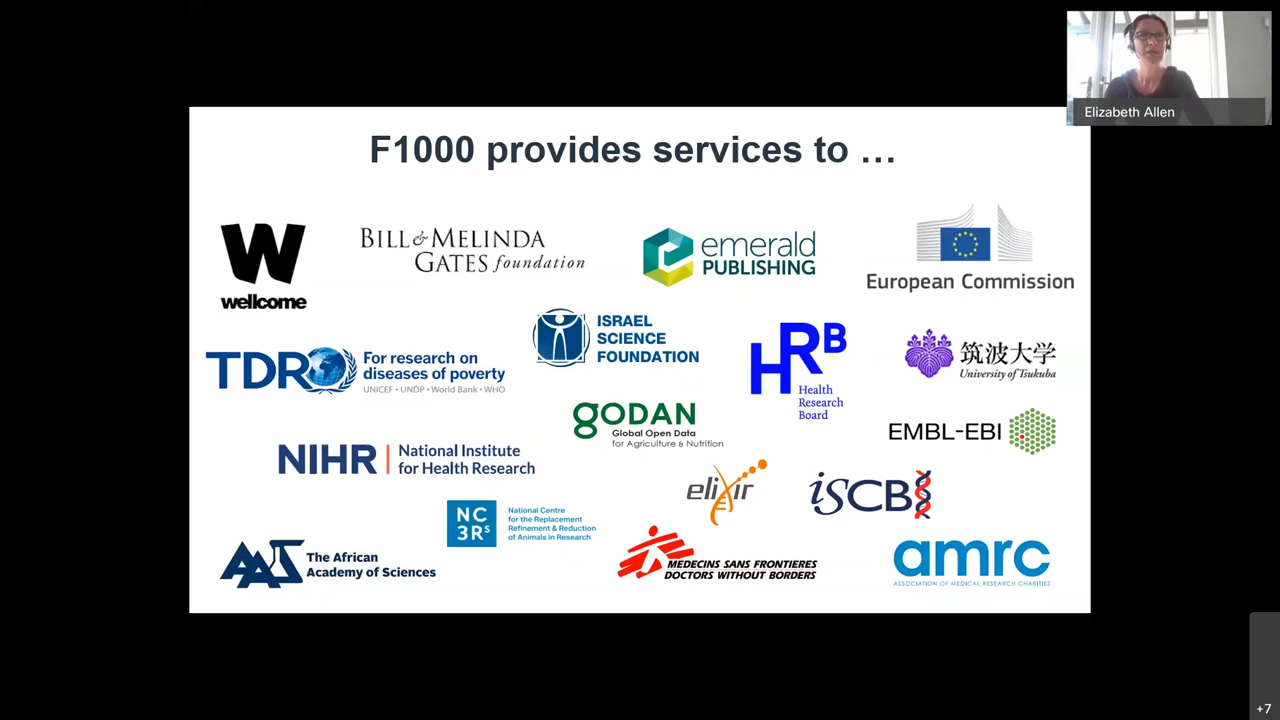 Elizabeth Allen
F1000 provides services to …
W
wellcome
BILL & MELINDA
GATES foundation
emerald
PUBLISHING
European Commission
TDR
For research on
diseases of poverty
UNICEF • UNDP • World Bank • WHO
ISRAEL
SCIENCE
FOUNDATION
HRB
Health
Research
Board
筑波大学
University of Tsukuba
GODAN
Global Open Data
for Agriculture & Nutrition
EMBL-EBI
NIHR
National Institute
for Health Research
elixir
iSCB
NC
3Rs
National Centre
for the Replacement
Refinement & Reduction
of Animals in Research
AAS
The African
Academy of Sciences
MEDECINS SANS FRONTIERES
DOCTORS WITHOUT BORDERS
amrc
ASSOCIATION OF MEDICAL RESEARCH CHARITIES
+7